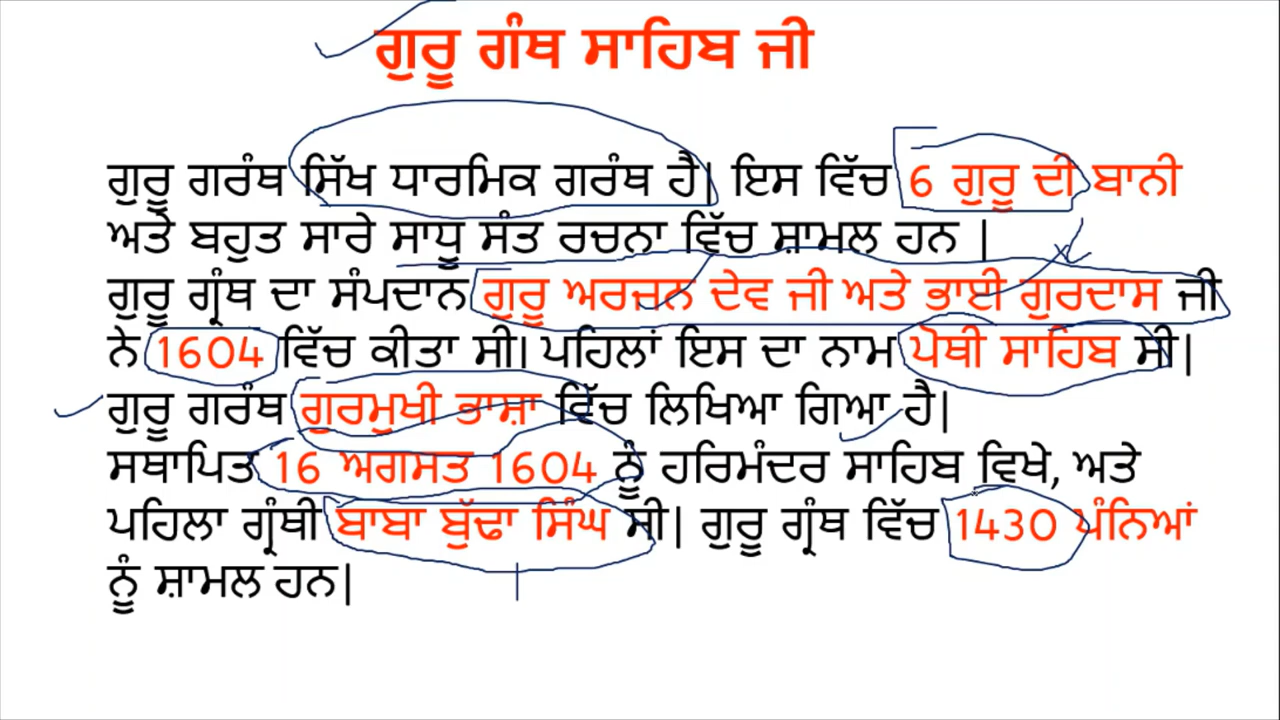 ਗੁਰੂ ਗੰਥ ਸਾਹਿਬ ਜੀ
ਗੁਰੂ ਗਰੰਥ ਸਿੱਖ ਧਾਰਮਿਕ ਗਰੰਥ ਹੈ| ਇਸ ਵਿੱਚ 6 ਗੁਰੂ ਦੀ ਬਾਨੀ
ਅਤੇ ਬਹੁਤ ਸਾਰੇ ਸਾਧੂ ਸੰਤ ਰਚਨਾ ਵਿੱਚ ਸ਼ਾਮਲ ਹਨ |
ਗੁਰੂ ਗ੍ਰੰਥ ਦਾ ਸੰਪਦਾਨ ਗੁਰੂ ਅਰਜਨ ਦੇਵ ਜੀ ਅਤੇ ਭਾਈ ਗੁਰਦਾਸ ਜੀ
ਨੇ 1604 ਵਿੱਚ ਕੀਤਾ ਸੀ| ਪਹਿਲਾਂ ਇਸ ਦਾ ਨਾਮ ਪੋਥੀ ਸਾਹਿਬ ਸੀ|
ਗੁਰੂ ਗਰੰਥ ਗੁਰਮੁਖੀ ਭਾਸ਼ਾ ਵਿੱਚ ਲਿਖਿਆ ਗਿਆ ਹੈ|
ਸਥਾਪਿਤ 16 ਅਗਸਤ 1604 ਨੂੰ ਹਰਿਮੰਦਰ ਸਾਹਿਬ ਵਿਖੇ, ਅਤੇ
ਪਹਿਲਾ ਗ੍ਰੰਥੀ ਬਾਬਾ ਬੁੱਢਾ ਸਿੰਘ ਸੀ| ਗੁਰੂ ਗ੍ਰੰਥ ਵਿੱਚ 1430 ਪੰਨਿਆਂ
ਨੂੰ ਸ਼ਾਮਲ ਹਨ|